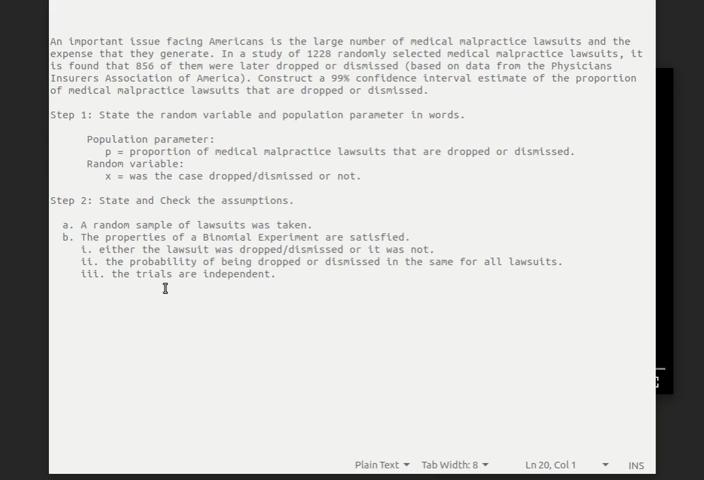 An important issue facing Americans is the large number of medical malpractice lawsuits and the
expense that they generate. In a study of 1228 randomly selected medical malpractice lawsuits, it
is found that 856 of them were later dropped or dismissed (based on data from the Physicians
Insurers Association of America). Construct a 99% confidence interval estimate of the proportion
of medical malpractice lawsuits that are dropped or dismissed.
Step 1: State the random variable and population parameter in words.
Population parameter:
p = proportion of medical malpractice lawsuits that are dropped or dismissed.
Random variable:
x = was the case dropped/dismissed or not.
Step 2: State and Check the assumptions.
a. A random sample of lawsuits was taken.
b. The properties of a Binomial Experiment are satisfied.
i. either the lawsuit was dropped/dismissed or it was not.
ii. the probability of being dropped or dismissed in the same for all lawsuits.
iii. the trials are independent.
Plain Text Tab Width: 8 Ln 20, Col 1 INS